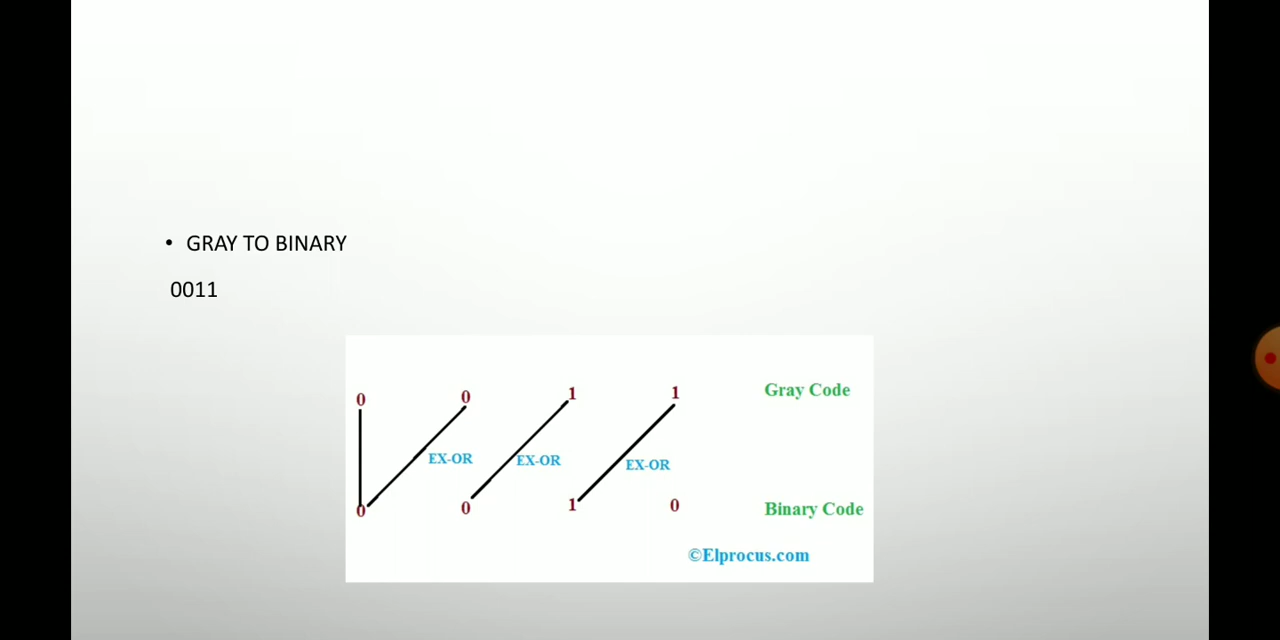 • GRAY TO BINARY
0011
0 0 1 1 Gray Code
EX-OR EX-OR EX-OR
0 0 1 0 Binary Code
©Elprocus.com